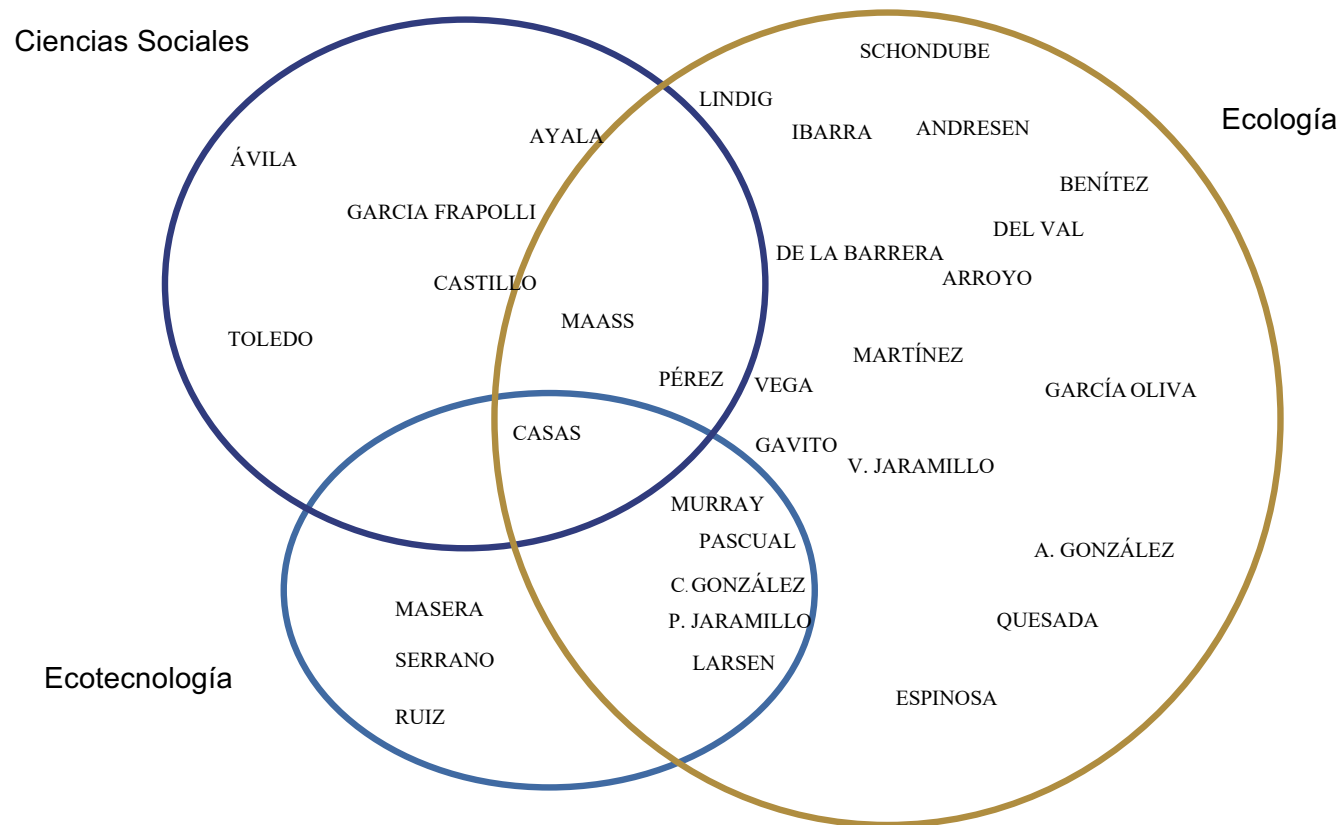 Ciencias Sociales
SCHONDUBE
LINDIG
Ecología
IBARRA
ANDRESEN
AYALA
ÁVILA
BENÍTEZ
GARCIA FRAPOLLI
DEL VAL
DE LA BARRERA
ARROYO
CASTILLO
MAASS
TOLEDO
MARTÍNEZ
PÉREZ
VEGA
GARCÍA OLIVA
CASAS
GAVITO
V. JARAMILLO
MURRAY
PASCUAL
A. GONZÁLEZ
C. GONZÁLEZ
MASERA
P. JARAMILLO
QUESADA
SERRANO
LARSEN
Ecotecnología
ESPINOSA
RUIZ